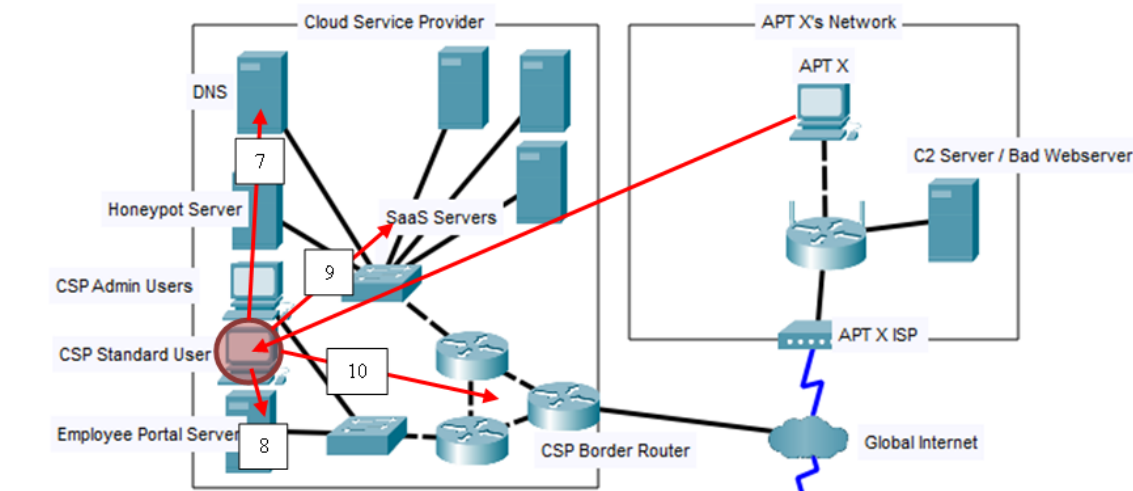 Cloud Service Provider
APT X's Network
APT X
DNS
7
C2 Server / Bad Webserver
Honeypot Server
SaaS Servers
9
CSP Admin Users
APT X ISP
CSP Standard User
10
Employee Portal Server
8
CSP Border Router
Global Internet